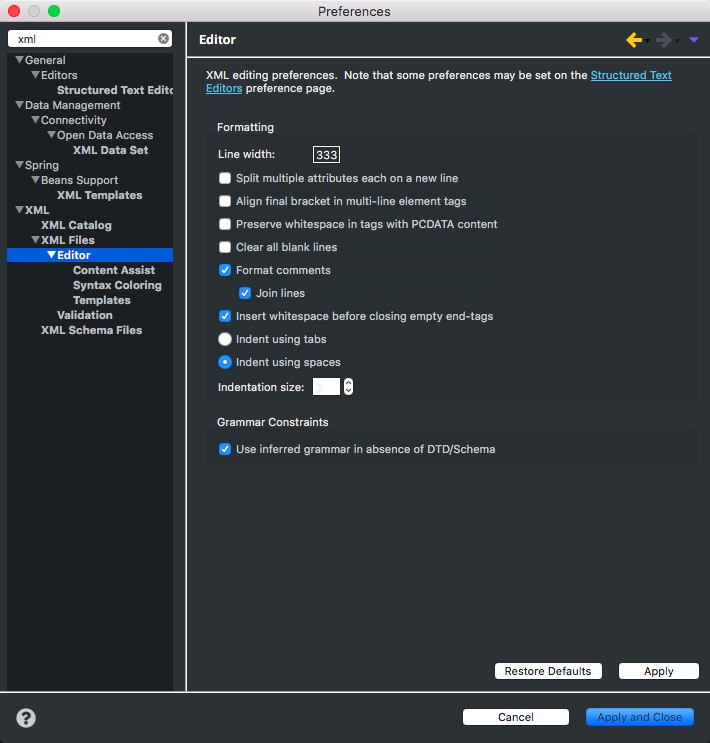 Preferences
xml
General
Editors
Structured Text Edito
Data Management
Connectivity
Open Data Access
XML Data Set
Spring
Beans Support
XML Templates
XML
XML Catalog
XML Files
Editor
Content Assist
Syntax Coloring
Templates
Validation
XML Schema Files
Editor
XML editing preferences.  Note that some preferences may be set on the Structured Text
Editors preference page.
Formatting
Line width: 333
Split multiple attributes each on a new line
Align final bracket in multi-line element tags
Preserve whitespace in tags with PCDATA content
Clear all blank lines
Format comments
Join lines
Insert whitespace before closing empty end-tags
Indent using tabs
Indent using spaces
Indentation size:
Grammar Constraints
Use inferred grammar in absence of DTD/Schema
Restore Defaults
Apply
?
Cancel
Apply and Close